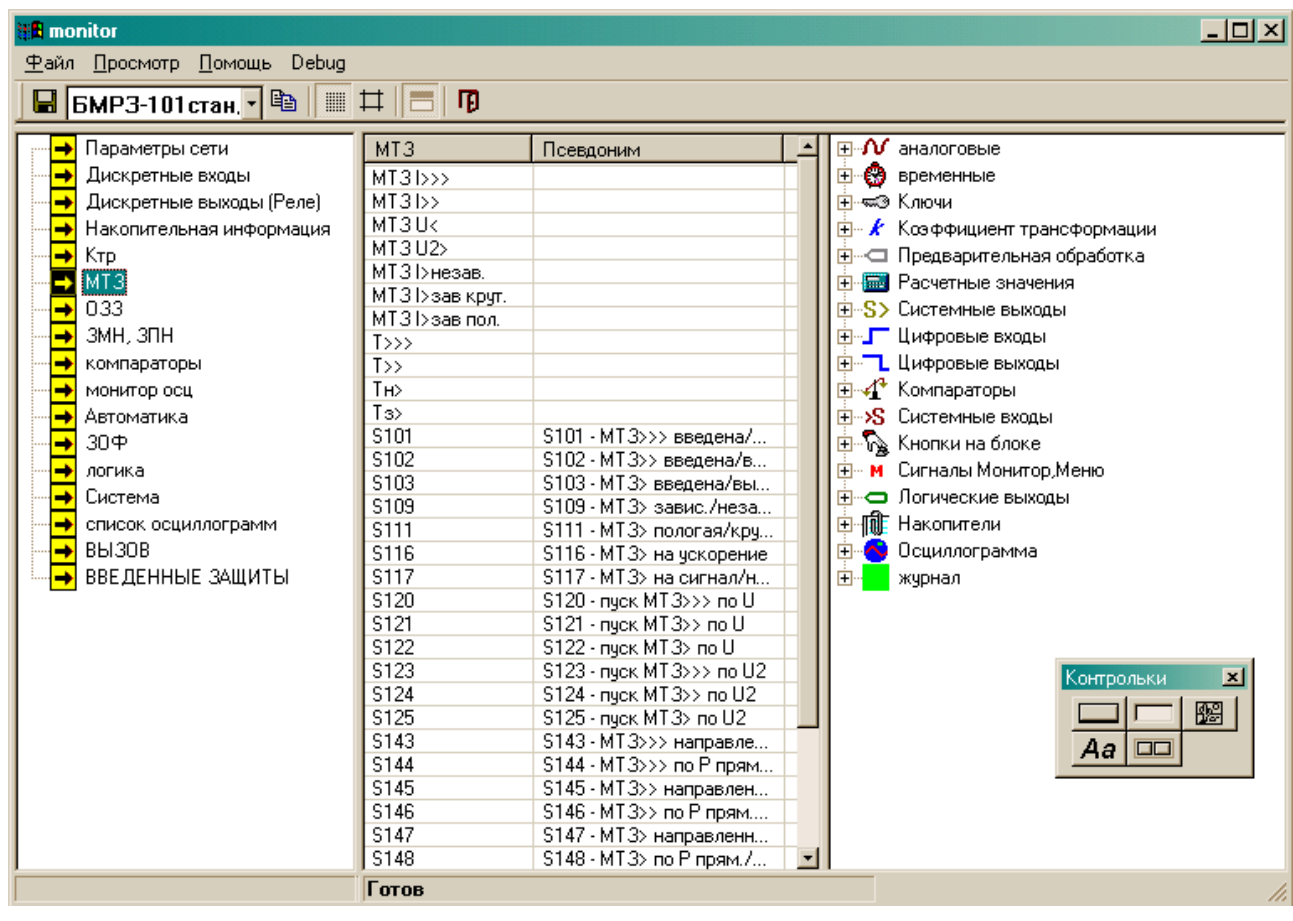 monitor
Файл Просмотр Помощь Debug
БМРЗ-101стан.
Параметры сети
Дискретные входы
Дискретные выходы (Реле)
Накопительная информация
Ктр
МТЗ
ОЗЗ
ЗМН, ЗПН
компараторы
монитор осц
Автоматика
ЗОФ
логика
Система
список осциллограмм
ВЫЗОВ
ВВЕДЕННЫЕ ЗАЩИТЫ
МТЗ Псевдоним
МТЗ I>>>
МТЗ I>>
МТЗ U<
МТЗ U2>
МТЗ I>незав.
МТЗ I>зав крут.
МТЗ I>зав пол.
T>>>
T>>
Tн>
Tз>
S101 S101 - МТЗ>>> введена/...
S102 S102 - МТЗ>> введена/в...
S103 S103 - МТЗ> введена/вы...
S109 S109 - МТЗ> завис./неза...
S111 S111 - МТЗ> пологая/кру...
S116 S116 - МТЗ> на ускорение
S117 S117 - МТЗ> на сигнал/н...
S120 S120 - пуск МТЗ>>> по U
S121 S121 - пуск МТЗ>> по U
S122 S122 - пуск МТЗ> по U
S123 S123 - пуск МТЗ>>> по U2
S124 S124 - пуск МТЗ>> по U2
S125 S125 - пуск МТЗ> по U2
S143 S143 - МТЗ>>> направле...
S144 S144 - МТЗ>>> по P прям...
S145 S145 - МТЗ>> направлен...
S146 S146 - МТЗ>> по P прям....
S147 S147 - МТЗ> направленн...
S148 S148 - МТЗ> по P прям./...
аналоговые
временные
Ключи
k Коэффициент трансформации
Предварительная обработка
Расчетные значения
S> Системные выходы
Цифровые входы
Цифровые выходы
Компараторы
>S Системные входы
Кнопки на блоке
М Сигналы Монитор,Меню
Логические выходы
Накопители
Осциллограмма
журнал
Контрольки
Aa
Готов